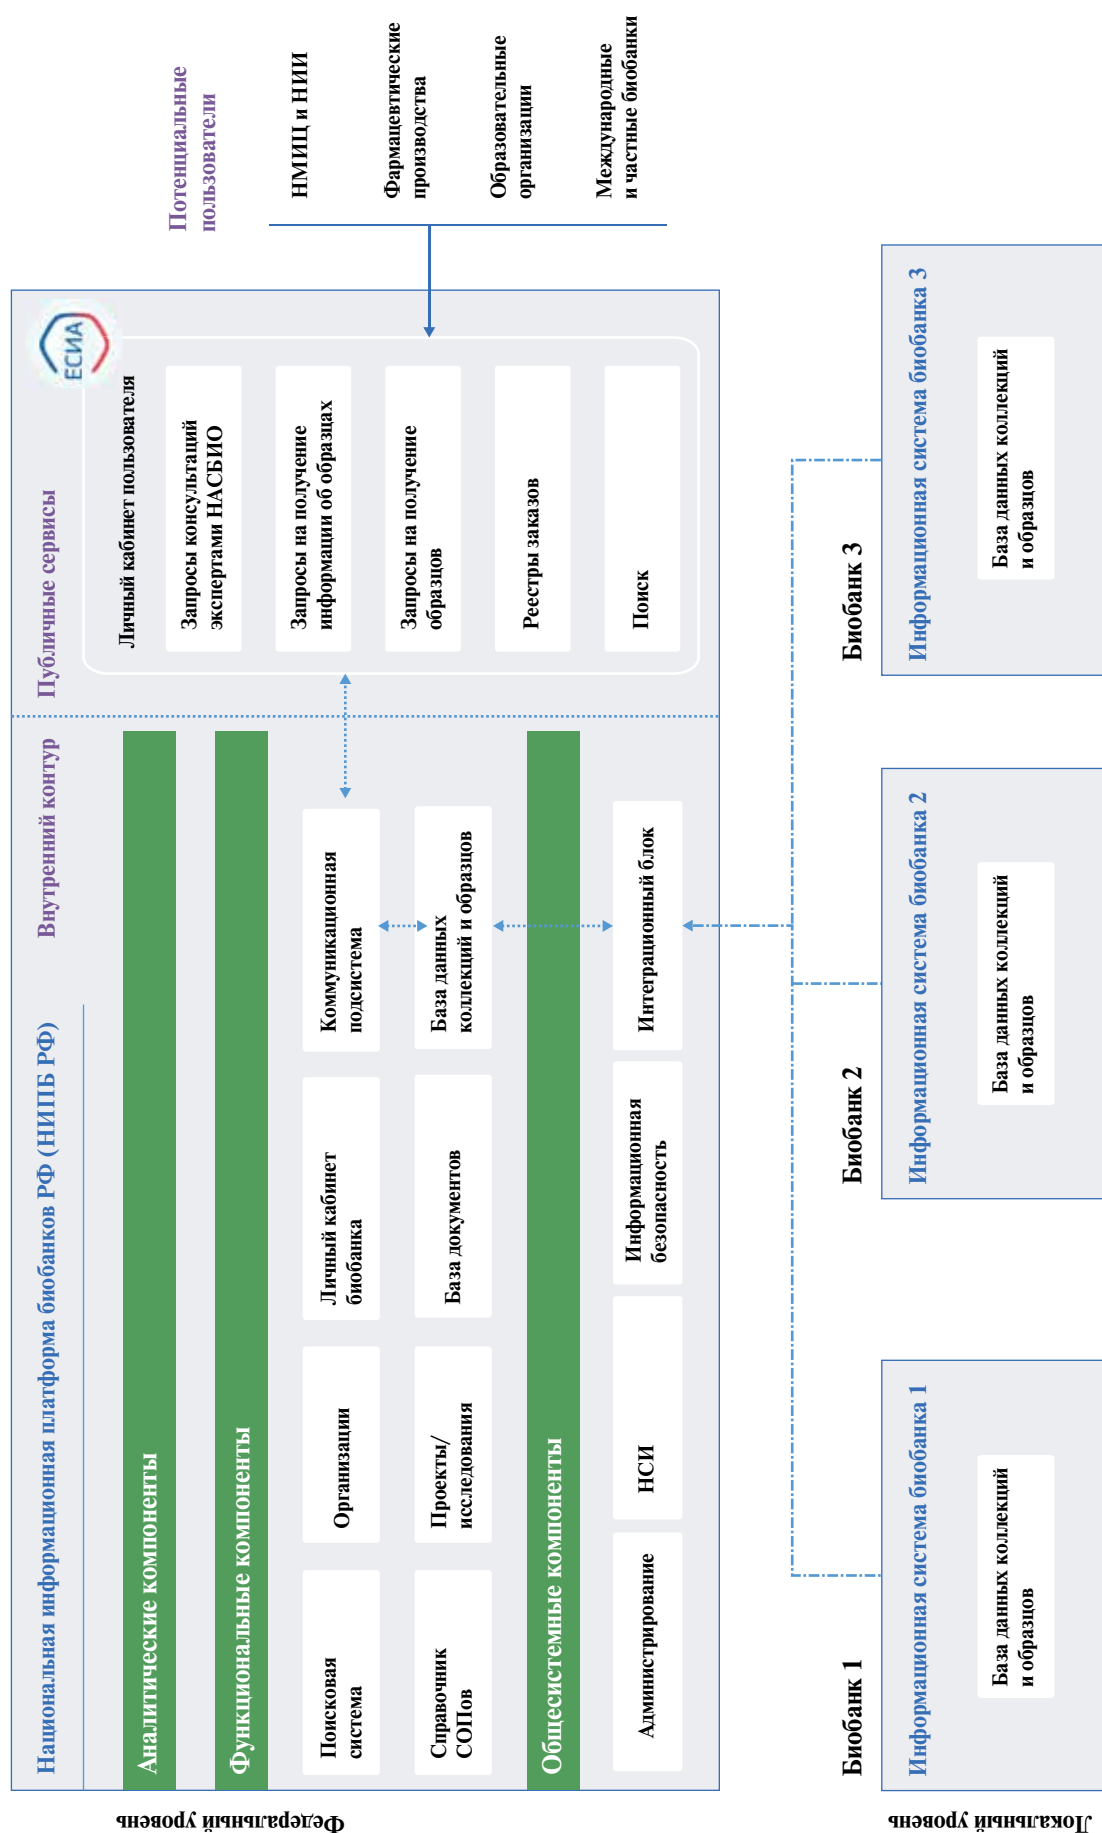 Федеральный уровень
Национальная информационная платформа биобанков РФ (НИПБ РФ)
Внутренний контур
Публичные сервисы
ЕСИА
Аналитические компоненты
Функциональные компоненты
Поисковая
система
Организации
Личный кабинет
биобанка
Коммуникационная
подсистема
Справочник
СОПов
Проекты/
исследования
База документов
База данных
коллекций и образцов
Общесистемные компоненты
Администрирование
НСИ
Информационная
безопасность
Интеграционный блок
Личный кабинет пользователя
Запросы консультаций
экспертами НАСБИО
Запросы на получение
информации об образцах
Запросы на получение
образцов
Реестры заказов
Поиск
Потенциальные
пользователи
НМИЦ и НИИ
Фармацевтические
производства
Образовательные
организации
Международные
и частные биобанки
Локальный уровень
Биобанк 1
Информационная система биобанка 1
База данных коллекций
и образцов
Биобанк 2
Информационная система биобанка 2
База данных коллекций
и образцов
Биобанк 3
Информационная система биобанка 3
База данных коллекций
и образцов